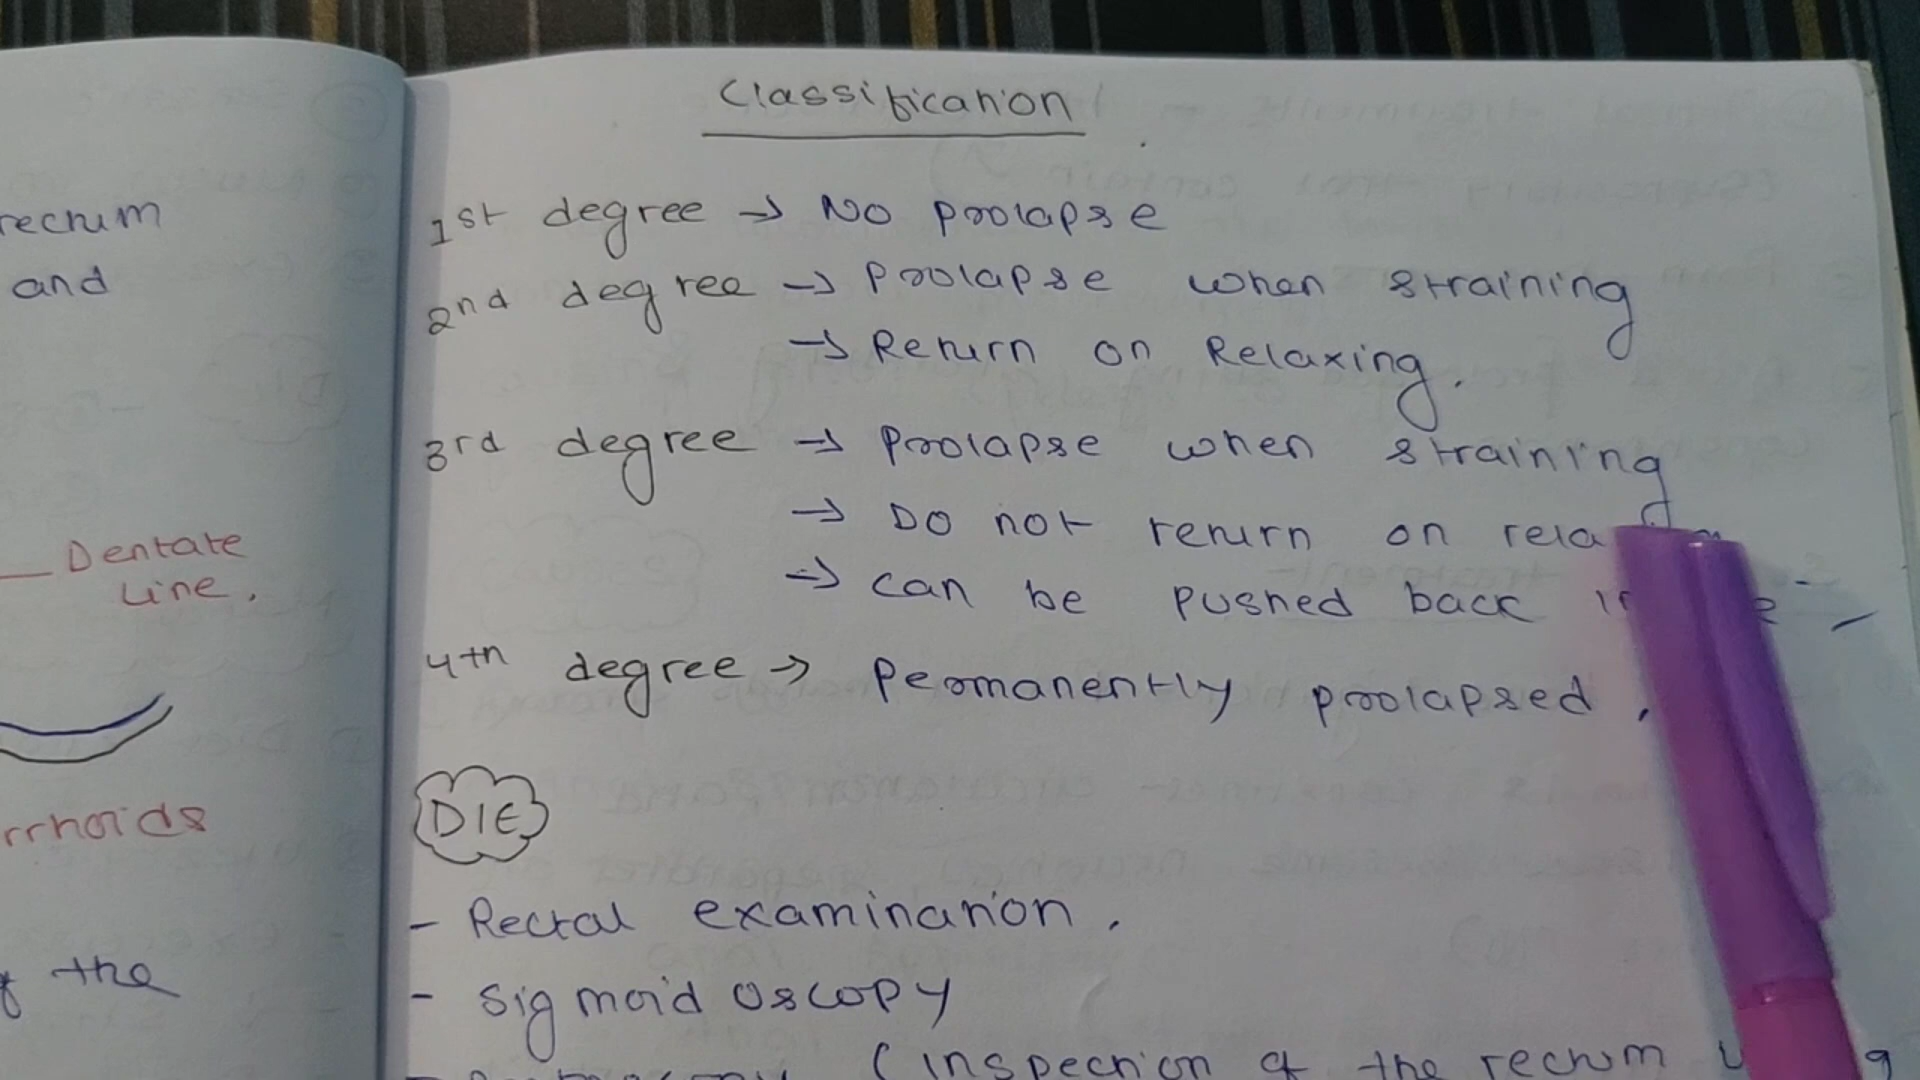 rectum
and
Dentate
Line.
rrhoids
the
Classification
1st degree → No prolapse
2nd degree → Prolapse when straining
→ Return on Relaxing.
3rd degree → Prolapse when straining
→ Do not return on
→ can be pushed back
4th degree → Permanently prolapsed.
DIE
- Rectal examination.
- Sigmoidoscopy
(Inspection of the rectum